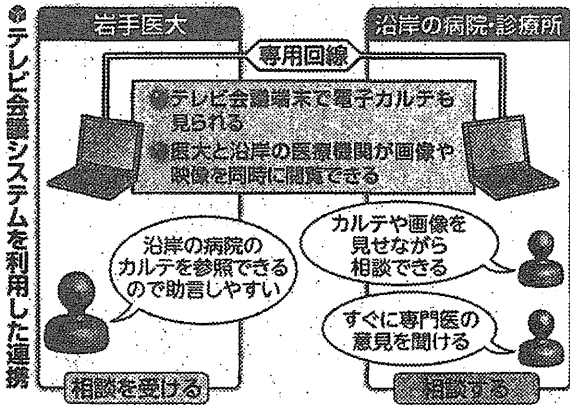 テレビ会議システムを利用した連携
岩手医大
沿岸の病院・診療所
専用回線
テレビ会議端末で電子カルテも
見られる
医大と沿岸の医療機関が画像や
映像を同時に閲覧できる
沿岸の病院の
カルテを参照できる
ので助言しやすい
カルテや画像を
見せながら
相談できる
すぐに専門医の
意見を聞ける
相談を受ける
相談する